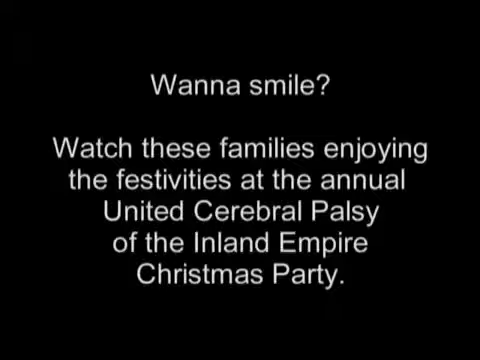 Wanna smile?
Watch these families enjoying
the festivities at the annual
United Cerebral Palsy
of the Inland Empire
Christmas Party.